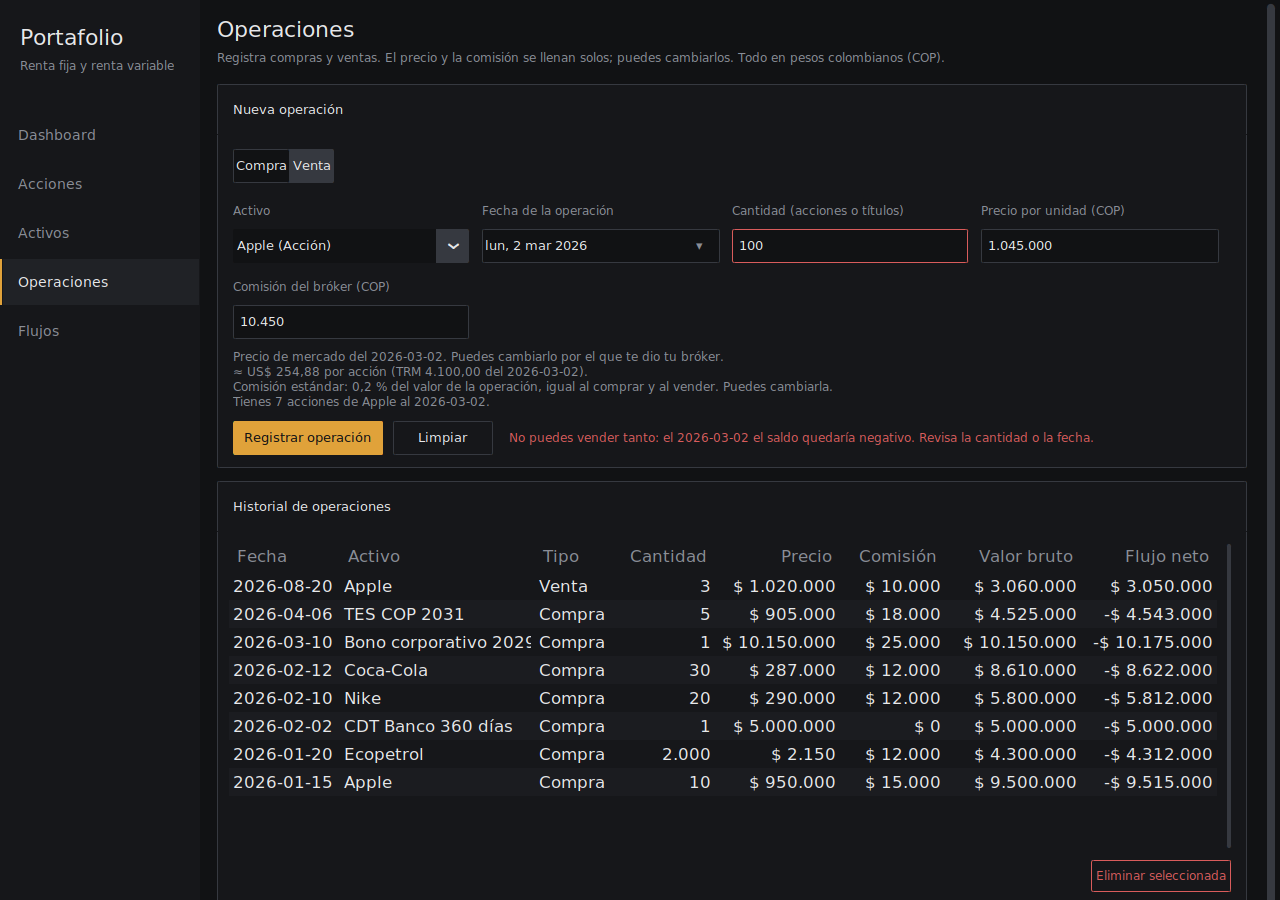 Portafolio
Renta fija y renta variable
Dashboard
Acciones
Activos
Operaciones
Flujos
Operaciones
Registra compras y ventas. El precio y la comisión se llenan solos; puedes cambiarlos. Todo en pesos colombianos (COP).
Nueva operación
Compra Venta
Activo Fecha de la operación Cantidad (acciones o títulos) Precio por unidad (COP)
Apple (Acción) lun, 2 mar 2026 100 1.045.000
Comisión del bróker (COP)
10.450
Precio de mercado del 2026-03-02. Puedes cambiarlo por el que te dio tu bróker.
≈ US$ 254,88 por acción (TRM 4.100,00 del 2026-03-02).
Comisión estándar: 0,2 % del valor de la operación, igual al comprar y al vender. Puedes cambiarla.
Tienes 7 acciones de Apple al 2026-03-02.
Registrar operación Limpiar No puedes vender tanto: el 2026-03-02 el saldo quedaría negativo. Revisa la cantidad o la fecha.
Historial de operaciones
Fecha Activo Tipo Cantidad Precio Comisión Valor bruto Flujo neto
2026-08-20 Apple Venta 3 $ 1.020.000 $ 10.000 $ 3.060.000 $ 3.050.000
2026-04-06 TES COP 2031 Compra 5 $ 905.000 $ 18.000 $ 4.525.000 -$ 4.543.000
2026-03-10 Bono corporativo 2029 Compra 1 $ 10.150.000 $ 25.000 $ 10.150.000 -$ 10.175.000
2026-02-12 Coca-Cola Compra 30 $ 287.000 $ 12.000 $ 8.610.000 -$ 8.622.000
2026-02-10 Nike Compra 20 $ 290.000 $ 12.000 $ 5.800.000 -$ 5.812.000
2026-02-02 CDT Banco 360 días Compra 1 $ 5.000.000 $ 0 $ 5.000.000 -$ 5.000.000
2026-01-20 Ecopetrol Compra 2.000 $ 2.150 $ 12.000 $ 4.300.000 -$ 4.312.000
2026-01-15 Apple Compra 10 $ 950.000 $ 15.000 $ 9.500.000 -$ 9.515.000
Eliminar seleccionada